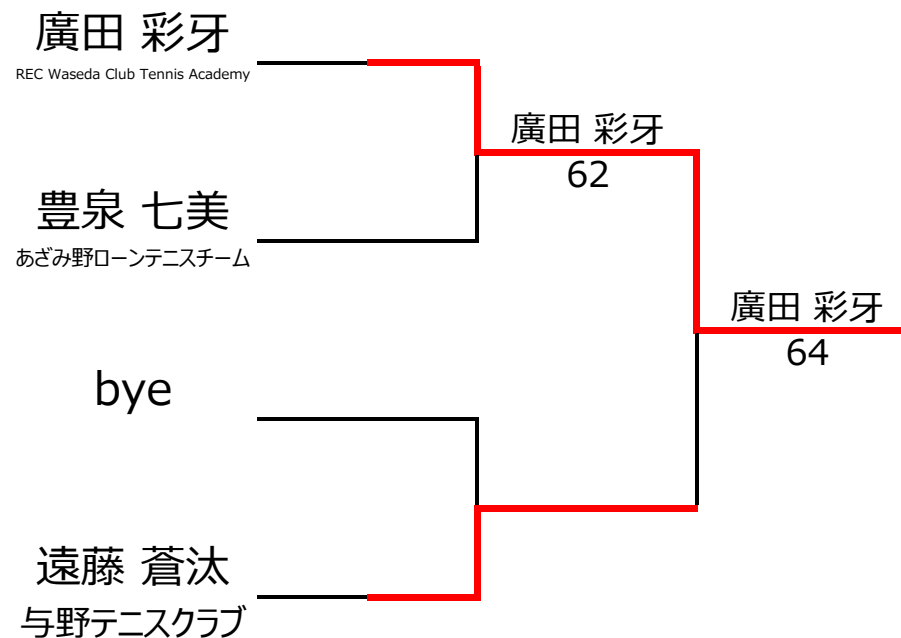 廣田 彩牙
REC Waseda Club Tennis Academy
廣田 彩牙
62
豊泉 七美
あざみ野ローンテニスチーム
廣田 彩牙
64
bye
遠藤 蒼汰
与野テニスクラブ